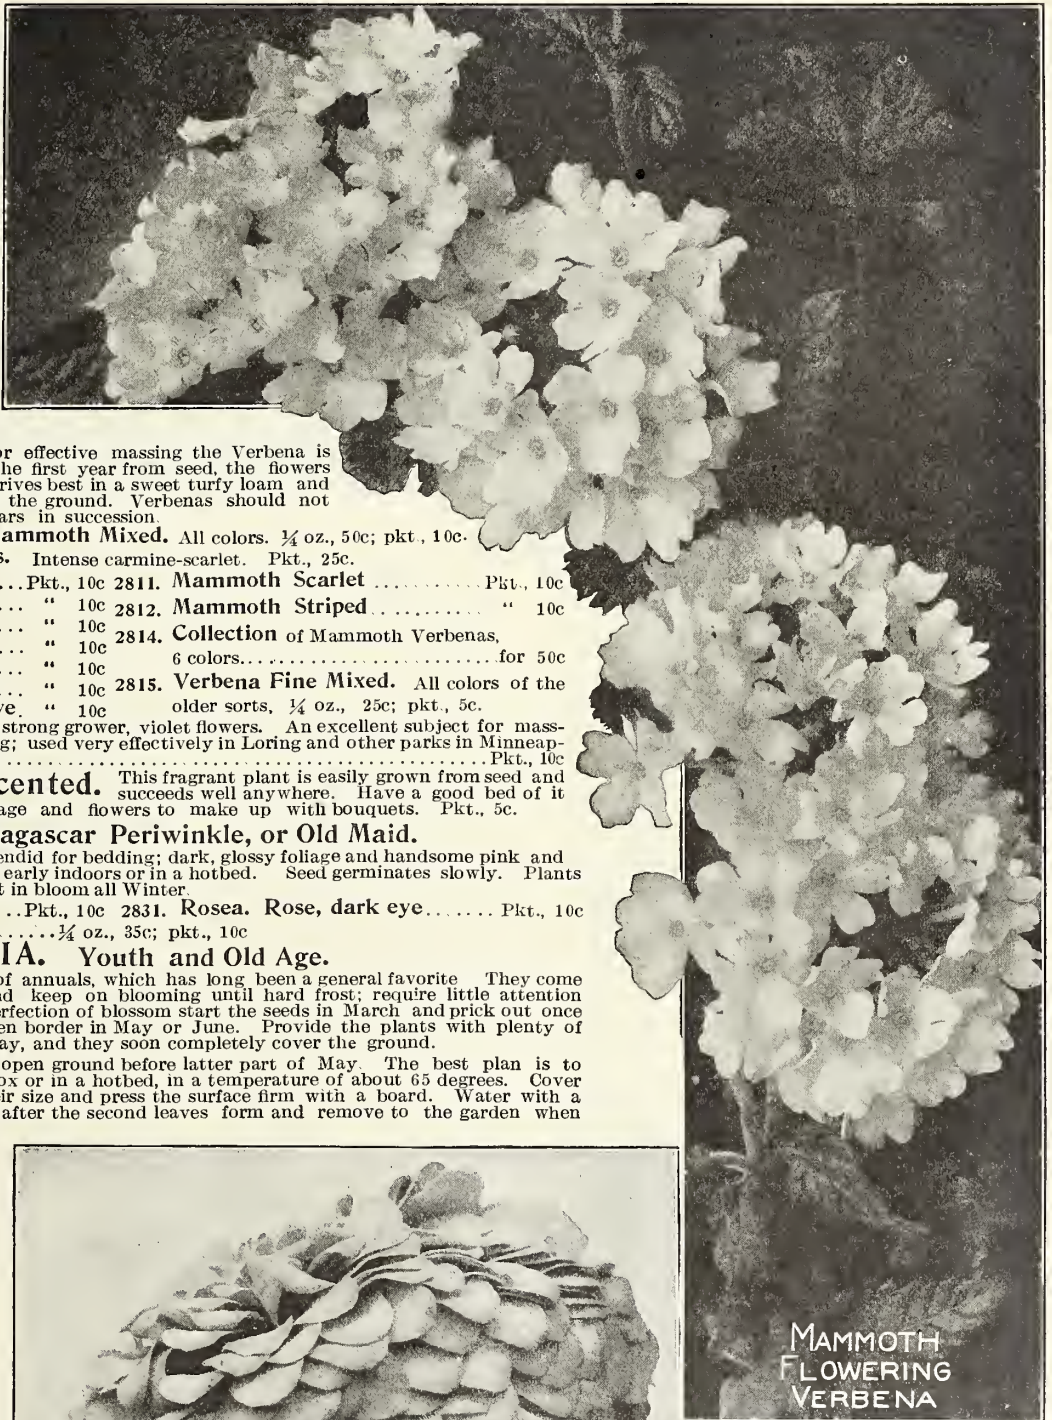 r effective massing the Verbena is
he first year from seed, the flowers
rives best in a sweet turfy loam and
the ground. Verbenas should not
ars in succession.
ammoth Mixed. All colors. ¼ oz., 50c; pkt., 10c.
s. Intense carmine-scarlet. Pkt., 25c.
...Pkt., 10c 2811. Mammoth Scarlet .......... Pkt., 10c
... “ 10c 2812. Mammoth Striped........... “ 10c
... “ 10c
... “ 10c 2814. Collection of Mammoth Verbenas,
... “ 10c 6 colors.........................for 50c
... “ 10c 2815. Verbena Fine Mixed. All colors of the
ye. “ 10c older sorts, ¼ oz., 25c; pkt., 5c.
strong grower, violet flowers. An excellent subject for mass-
g; used very effectively in Loring and other parks in Minneap-
................................................Pkt., 10c
cented. This fragrant plant is easily grown from seed and
succeeds well anywhere. Have a good bed of it
age and flowers to make up with bouquets. Pkt., 5c.
agascar Periwinkle, or Old Maid.
endid for bedding; dark, glossy foliage and handsome pink and
early indoors or in a hotbed. Seed germinates slowly. Plants
t in bloom all Winter.
...Pkt., 10c 2831. Rosea. Rose, dark eye....... Pkt., 10c
......¼ oz., 35c; pkt., 10c
IA. Youth and Old Age.
of annuals, which has long been a general favorite They come
nd keep on blooming until hard frost; require little attention
rfection of blossom start the seeds in March and prick out once
en border in May or June. Provide the plants with plenty of
ay, and they soon completely cover the ground.
open ground before latter part of May. The best plan is to
ox or in a hotbed, in a temperature of about 65 degrees. Cover
ir size and press the surface firm with a board. Water with a
after the second leaves form and remove to the garden when
MAMMOTH
FLOWERING
VERBENA